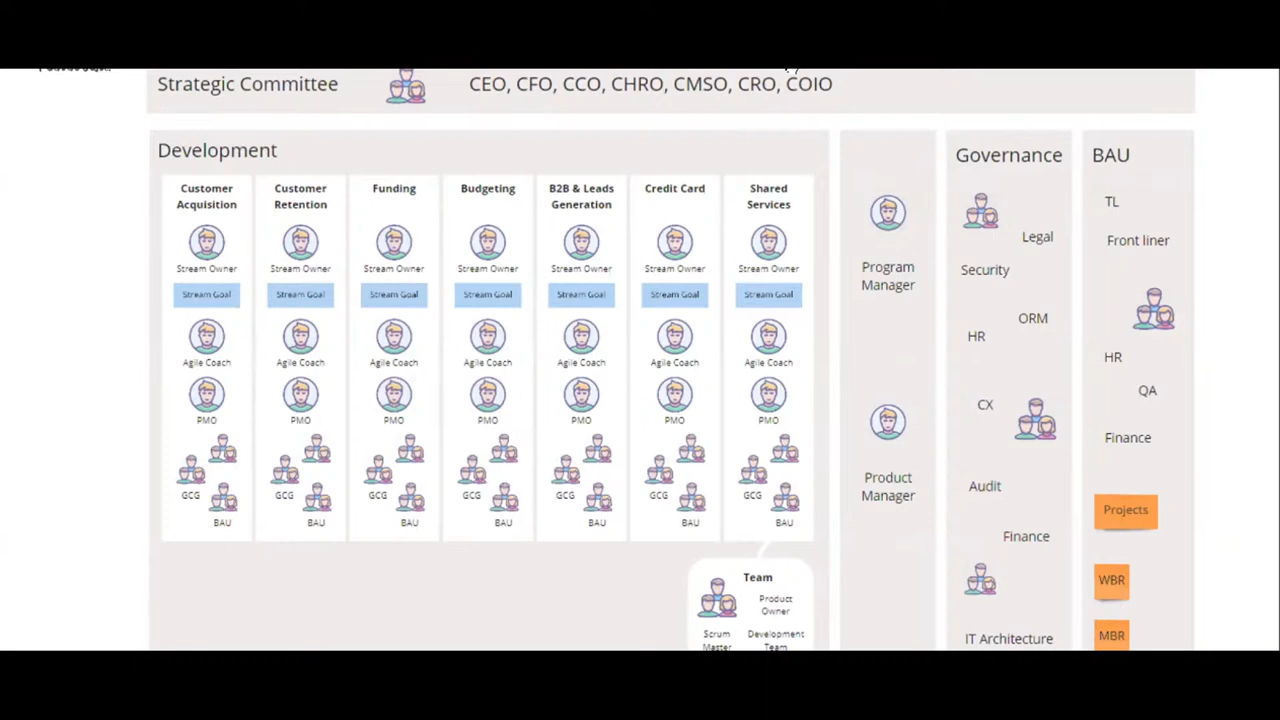 Strategic Committee
CEO, CFO, CCO, CHRO, CMSO, CRO, COIO
Development
Customer
Acquisition
Stream Owner
Stream Goal
Agile Coach
PMO
GCG
BAU
Customer
Retention
Stream Owner
Stream Goal
Agile Coach
PMO
GCG
BAU
Funding
Stream Owner
Stream Goal
Agile Coach
PMO
GCG
BAU
Budgeting
Stream Owner
Stream Goal
Agile Coach
PMO
GCG
BAU
B2B & Leads
Generation
Stream Owner
Stream Goal
Agile Coach
PMO
GCG
BAU
Credit Card
Stream Owner
Stream Goal
Agile Coach
PMO
GCG
BAU
Shared
Services
Stream Owner
Stream Goal
Agile Coach
PMO
GCG
BAU
Team
Product
Owner
Scrum
Master
Development
Team
Program
Manager
Product
Manager
Governance
Legal
Security
ORM
HR
CX
Audit
Finance
IT Architecture
BAU
TL
Front liner
HR
QA
Finance
Projects
WBR
MBR